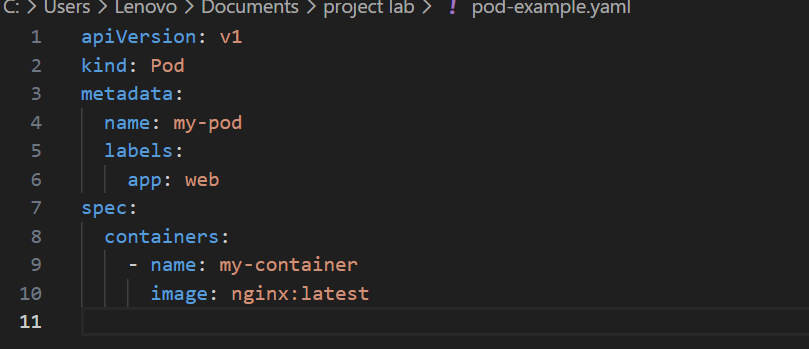 C: > Users > Lenovo > Documents > project lab > ! pod-example.yaml
1 apiVersion: v1
2 kind: Pod
3 metadata:
4   name: my-pod
5   labels:
6     app: web
7 spec:
8   containers:
9     - name: my-container
10       image: nginx:latest
11